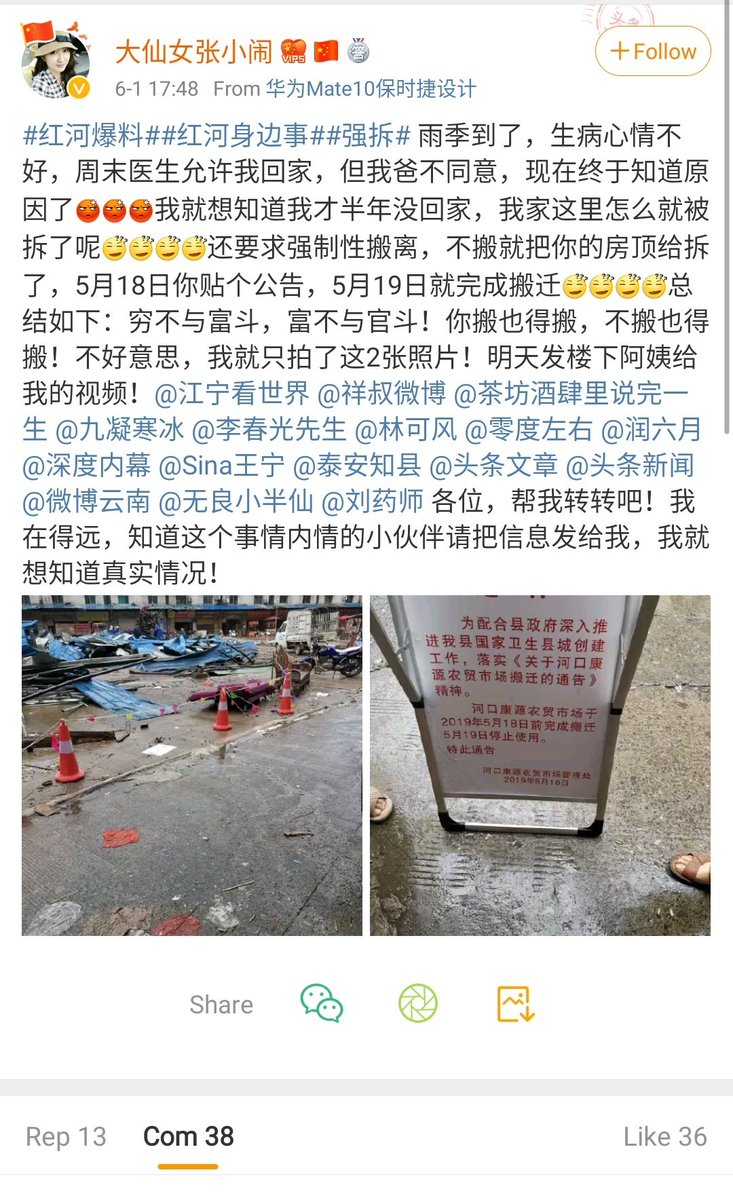 大仙女张小闹
+Follow
6-1 17:48 From 华为Mate10保时捷设计
#红河爆料##红河身边事##强拆# 雨季到了，生病心情不
好，周末医生允许我回家，但我爸不同意，现在终于知道原
因了我就想知道我才半年没回家，我家这里怎么就被
拆了呢还要求强制性搬离，不搬就把你的房顶给拆
了，5月18日你贴个公告，5月19日就完成搬迁总
结如下：穷不与富斗，富不与官斗！你搬也得搬，不搬也得
搬！不好意思，我就只拍了这2张照片！明天发楼下阿姨给
我的视频！@江宁看世界 @祥叔微博 @茶坊酒肆里说完一
生 @九凝寒冰 @李春光先生 @林可风 @零度左右 @润六月
@深度内幕 @Sina王宁 @泰安知县 @头条文章 @头条新闻
@微博云南 @无良小半仙 @刘药师 各位，帮我转转吧！我
在得远，知道这个事情内情的小伙伴请把信息发给我，我就
想知道真实情况！
为配合县政府深入推
进我县国家卫生县城创建
工作，落实《关于河口康
源农贸市场搬迁的通告》
精神。
河口康源农贸市场于
2019年5月18日前完成搬迁
5月19日停止使用。
特此通告
河口康源农贸市场管理处
2019年5月18日
Share
Rep 13 Com 38 Like 36